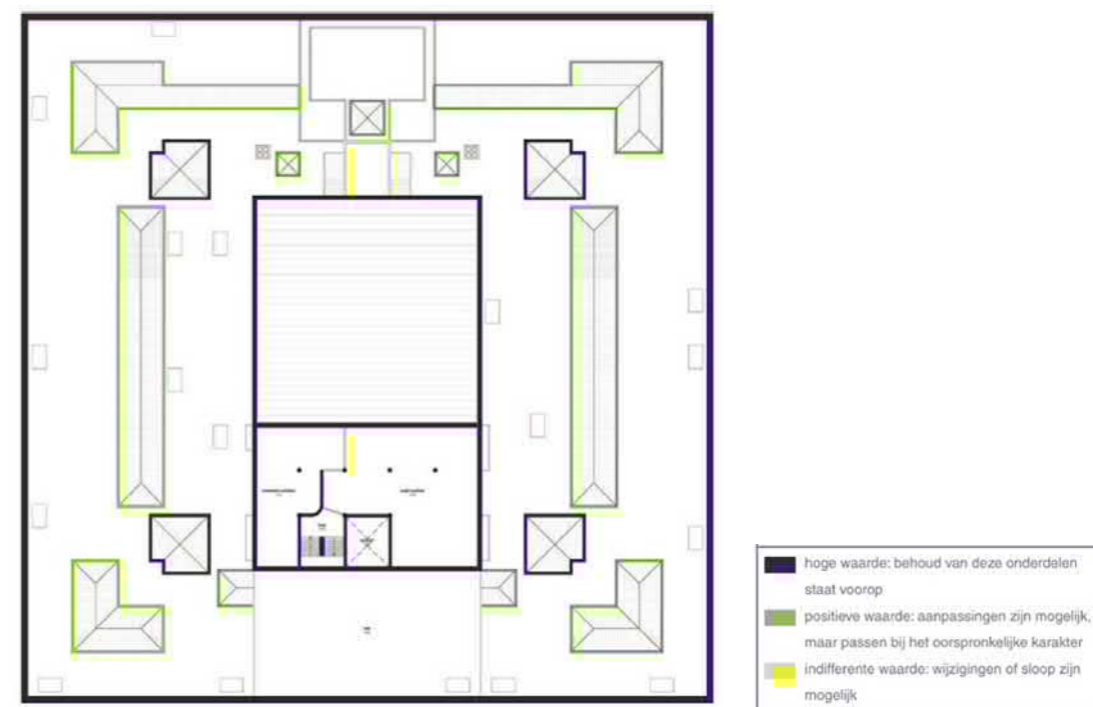 hoge waarde: behoud van deze onderdelen
staat voorop
positieve waarde: aanpassingen zijn mogelijk,
maar passen bij het oorspronkelijke karakter
indifferente waarde: wijzigingen of sloop zijn
mogelijk